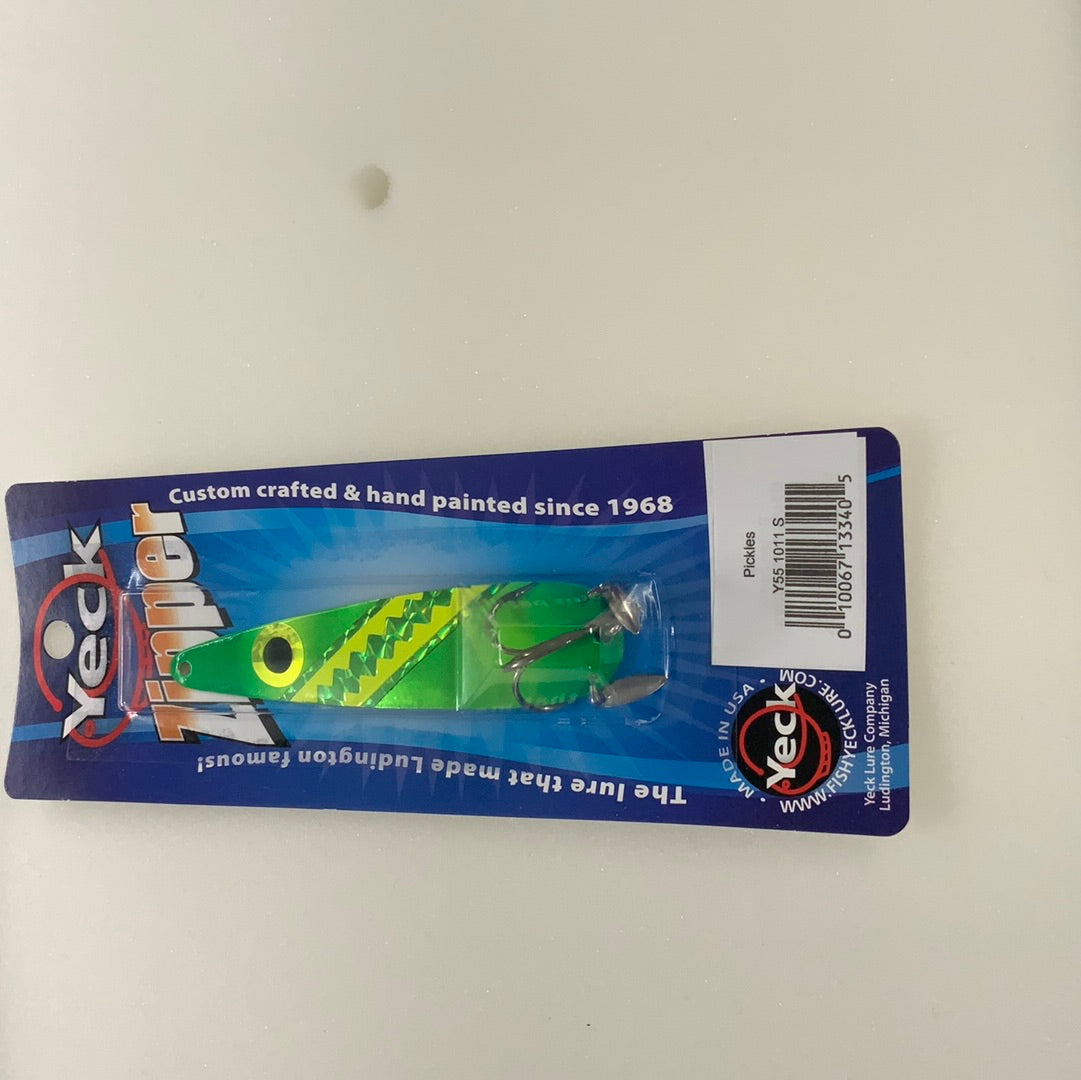 Yeck
Zipper
Custom crafted & hand painted since 1968
The lure that made Ludington famous!
Pickles
Y55 1011 S
0 10067 13340 5
• MADE IN USA •
Yeck
WWW.FISHYECKLURE.COM
Yeck Lure Company
Ludington, Michigan